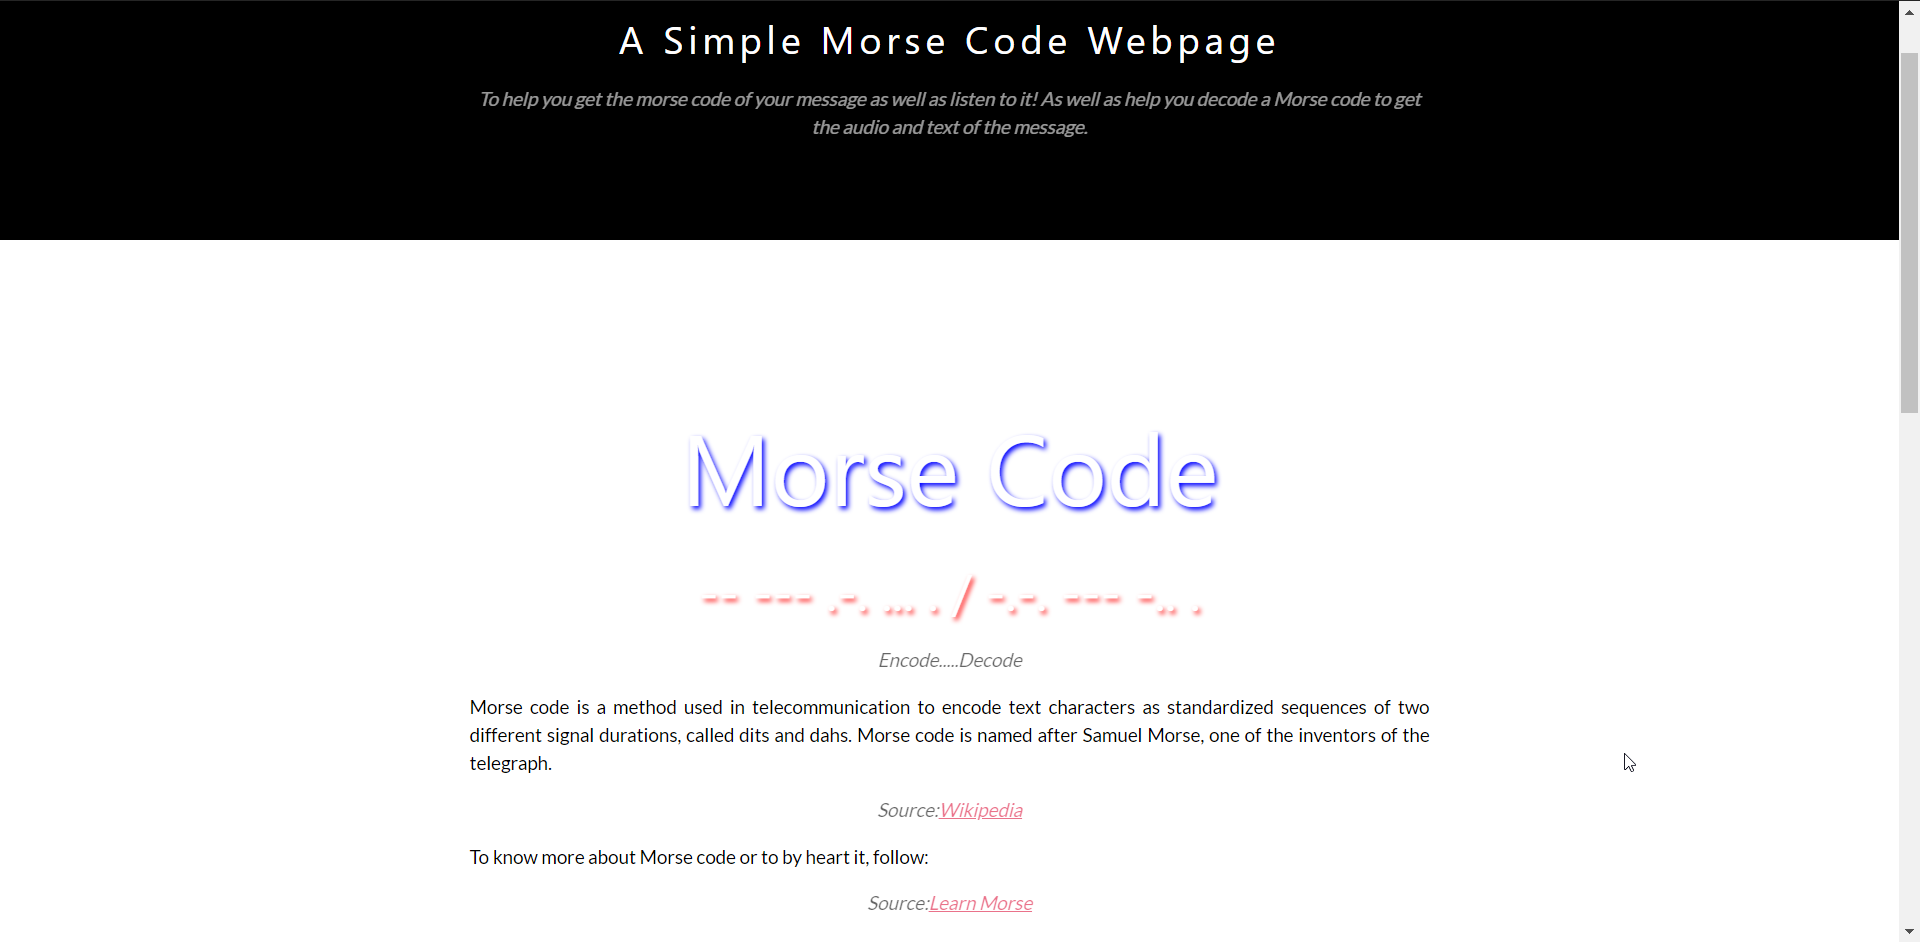 A Simple Morse Code Webpage
To help you get the morse code of your message as well as listen to it! As well as help you decode a Morse code to get
the audio and text of the message.
Morse Code
-- --- .-. ... . / -.-. --- -.. .
Encode.....Decode
Morse code is a method used in telecommunication to encode text characters as standardized sequences of two
different signal durations, called dits and dahs. Morse code is named after Samuel Morse, one of the inventors of the
telegraph.
Source:Wikipedia
To know more about Morse code or to by heart it, follow:
Source:Learn Morse